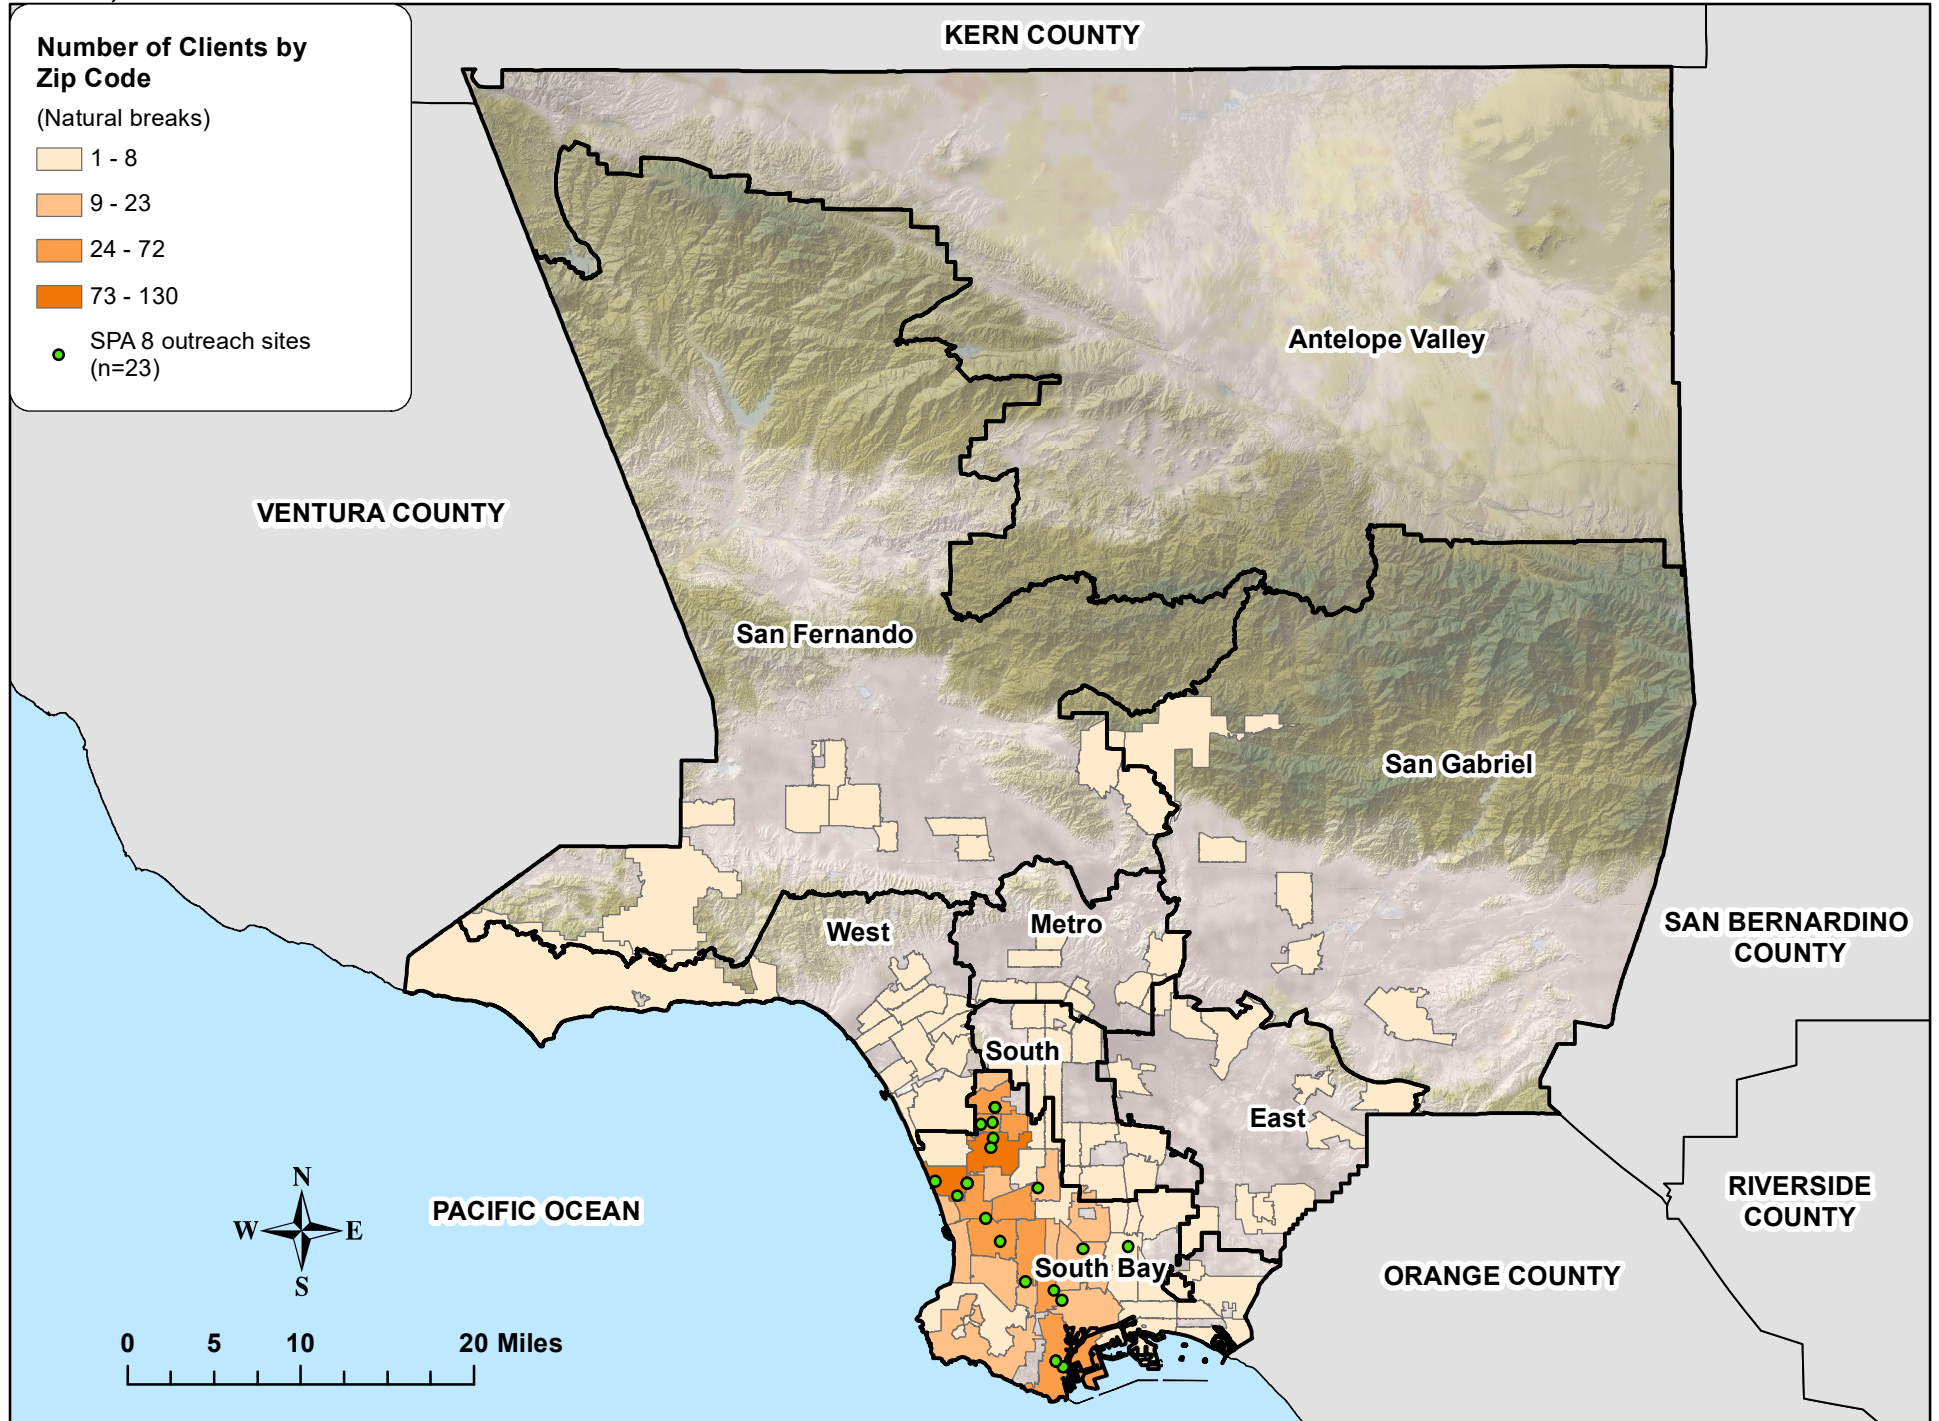 Number of Clients by
Zip Code
(Natural breaks)
1 - 8
9 - 23
24 - 72
73 - 130
SPA 8 outreach sites
(n=23)
KERN COUNTY
Antelope Valley
VENTURA COUNTY
San Fernando
San Gabriel
West
Metro
SAN BERNARDINO
COUNTY
South
East
N
W
E
S
PACIFIC OCEAN
RIVERSIDE
COUNTY
South Bay
ORANGE COUNTY
0 5 10 20 Miles